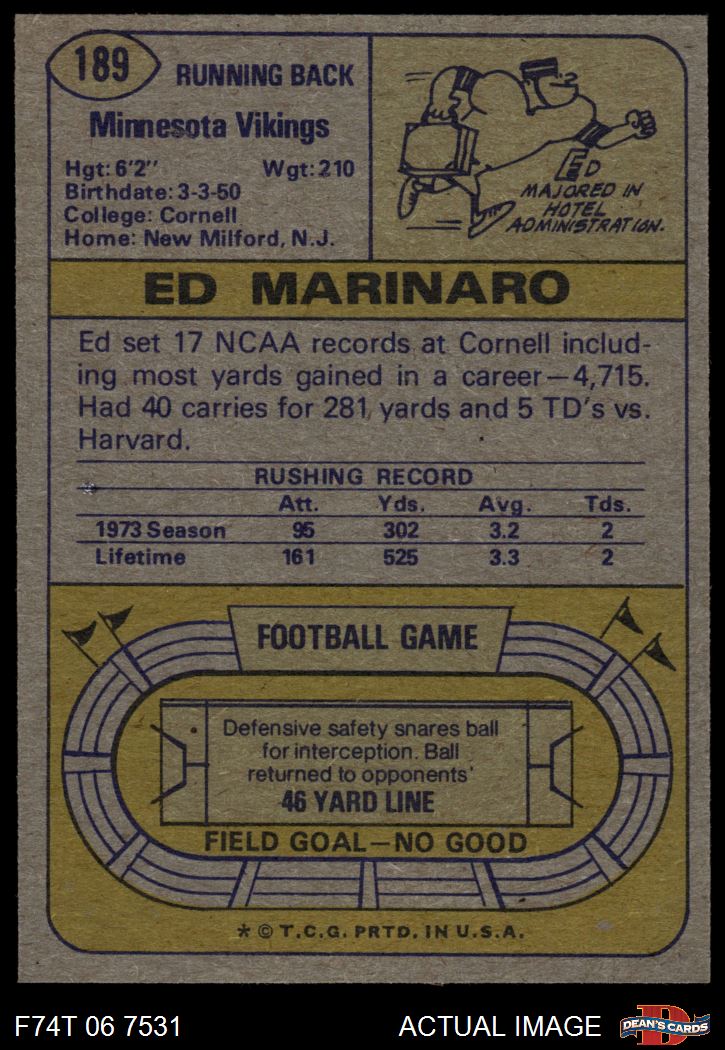 189
RUNNING BACK
Minnesota Vikings
Hgt: 6'2" Wgt: 210
Birthdate: 3-3-50
College: Cornell
Home: New Milford, N.J.
ED
MAJORED IN
HOTEL
ADMINISTRATION.
ED MARINARO
Ed set 17 NCAA records at Cornell includ-
ing most yards gained in a career—4,715.
Had 40 carries for 281 yards and 5 TD's vs.
Harvard.
RUSHING RECORD
Att. Yds. Avg. Tds.
1973 Season 95 302 3.2 2
Lifetime 161 525 3.3 2
FOOTBALL GAME
Defensive safety snares ball
for interception. Ball
returned to opponents'
46 YARD LINE
FIELD GOAL—NO GOOD
* © T.C.G. PRTD. IN U.S.A.
F74T 06 7531 ACTUAL IMAGE
D
DEAN'S CARDS